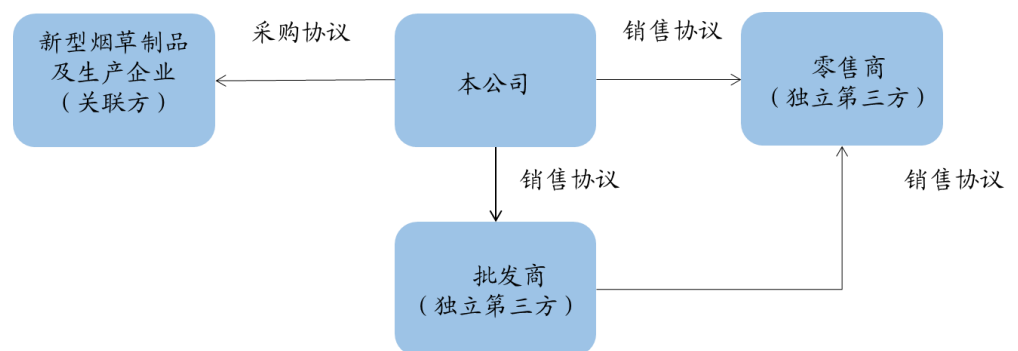 新型烟草制品
及生产企业
（关联方）
采购协议
本公司
销售协议
零售商
（独立第三方）
销售协议
销售协议
批发商
（独立第三方）